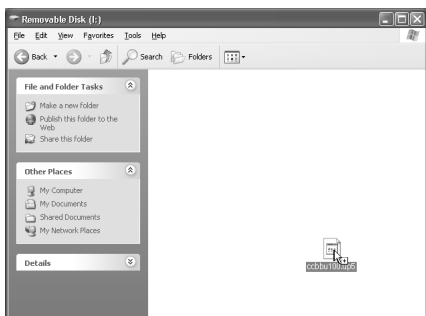 Removable Disk (I:)
File Edit View Favorites Tools Help
Back Search Folders
File and Folder Tasks
Make a new folder
Publish this folder to the
Web
Share this folder
Other Places
My Computer
My Documents
Shared Documents
My Network Places
Details
ccbbu100.up6